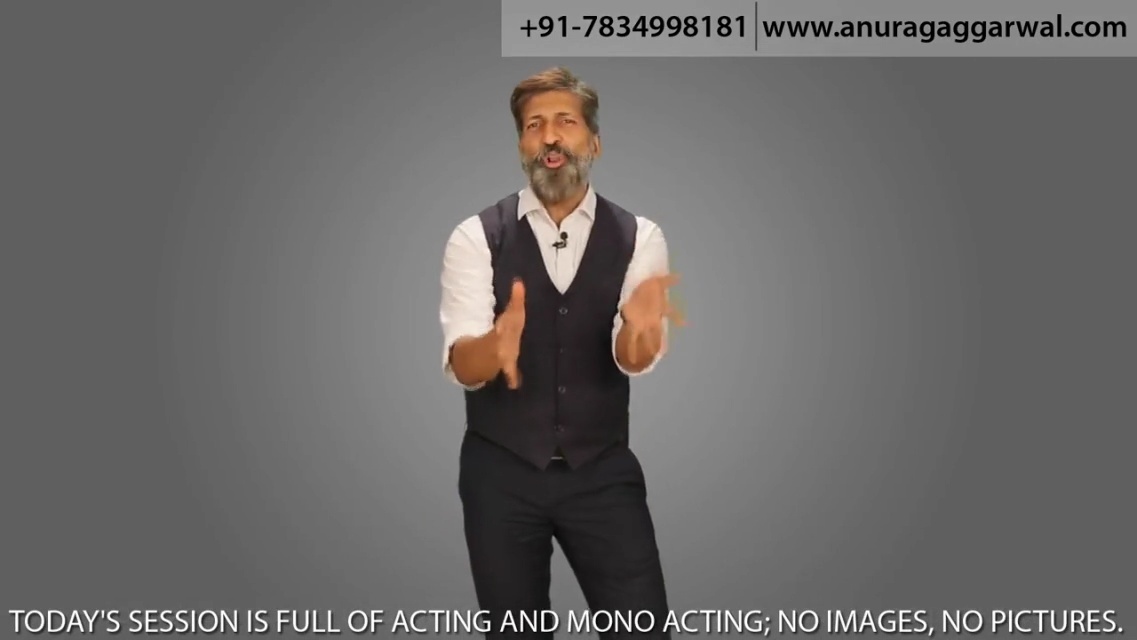 +91-7834998181 | www.anuragaggarwal.com
TODAY'S SESSION IS FULL OF ACTING AND MONO ACTING; NO IMAGES, NO PICTURES.